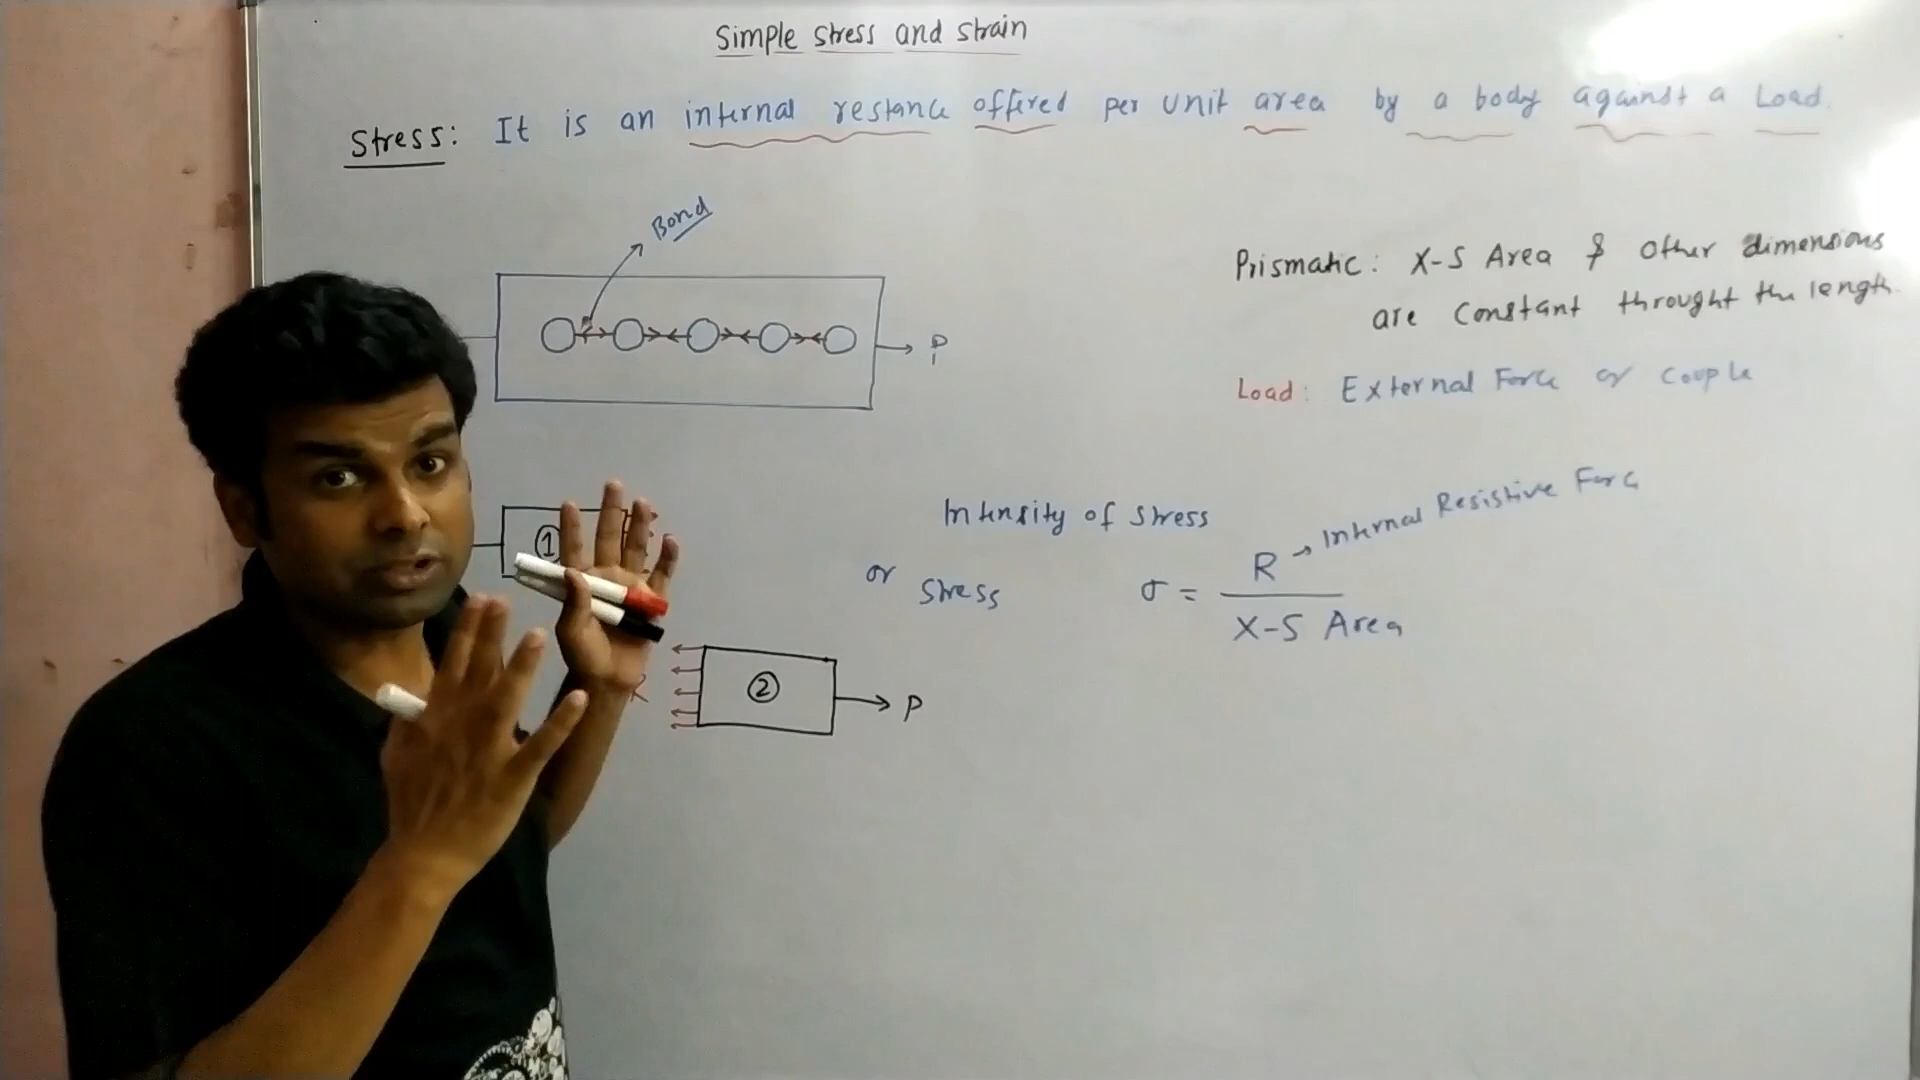 Simple stress and strain
Stress: It is an internal restance offered per unit area by a body against a Load.
Bond
P
Prismatic: X-S Area & Other dimensions
are constant throught the length.
Load: External Force or Couple
1
R
2
P
Intensity of stress
or stress
σ = R / X-S Area
→ Internal Resistive Force